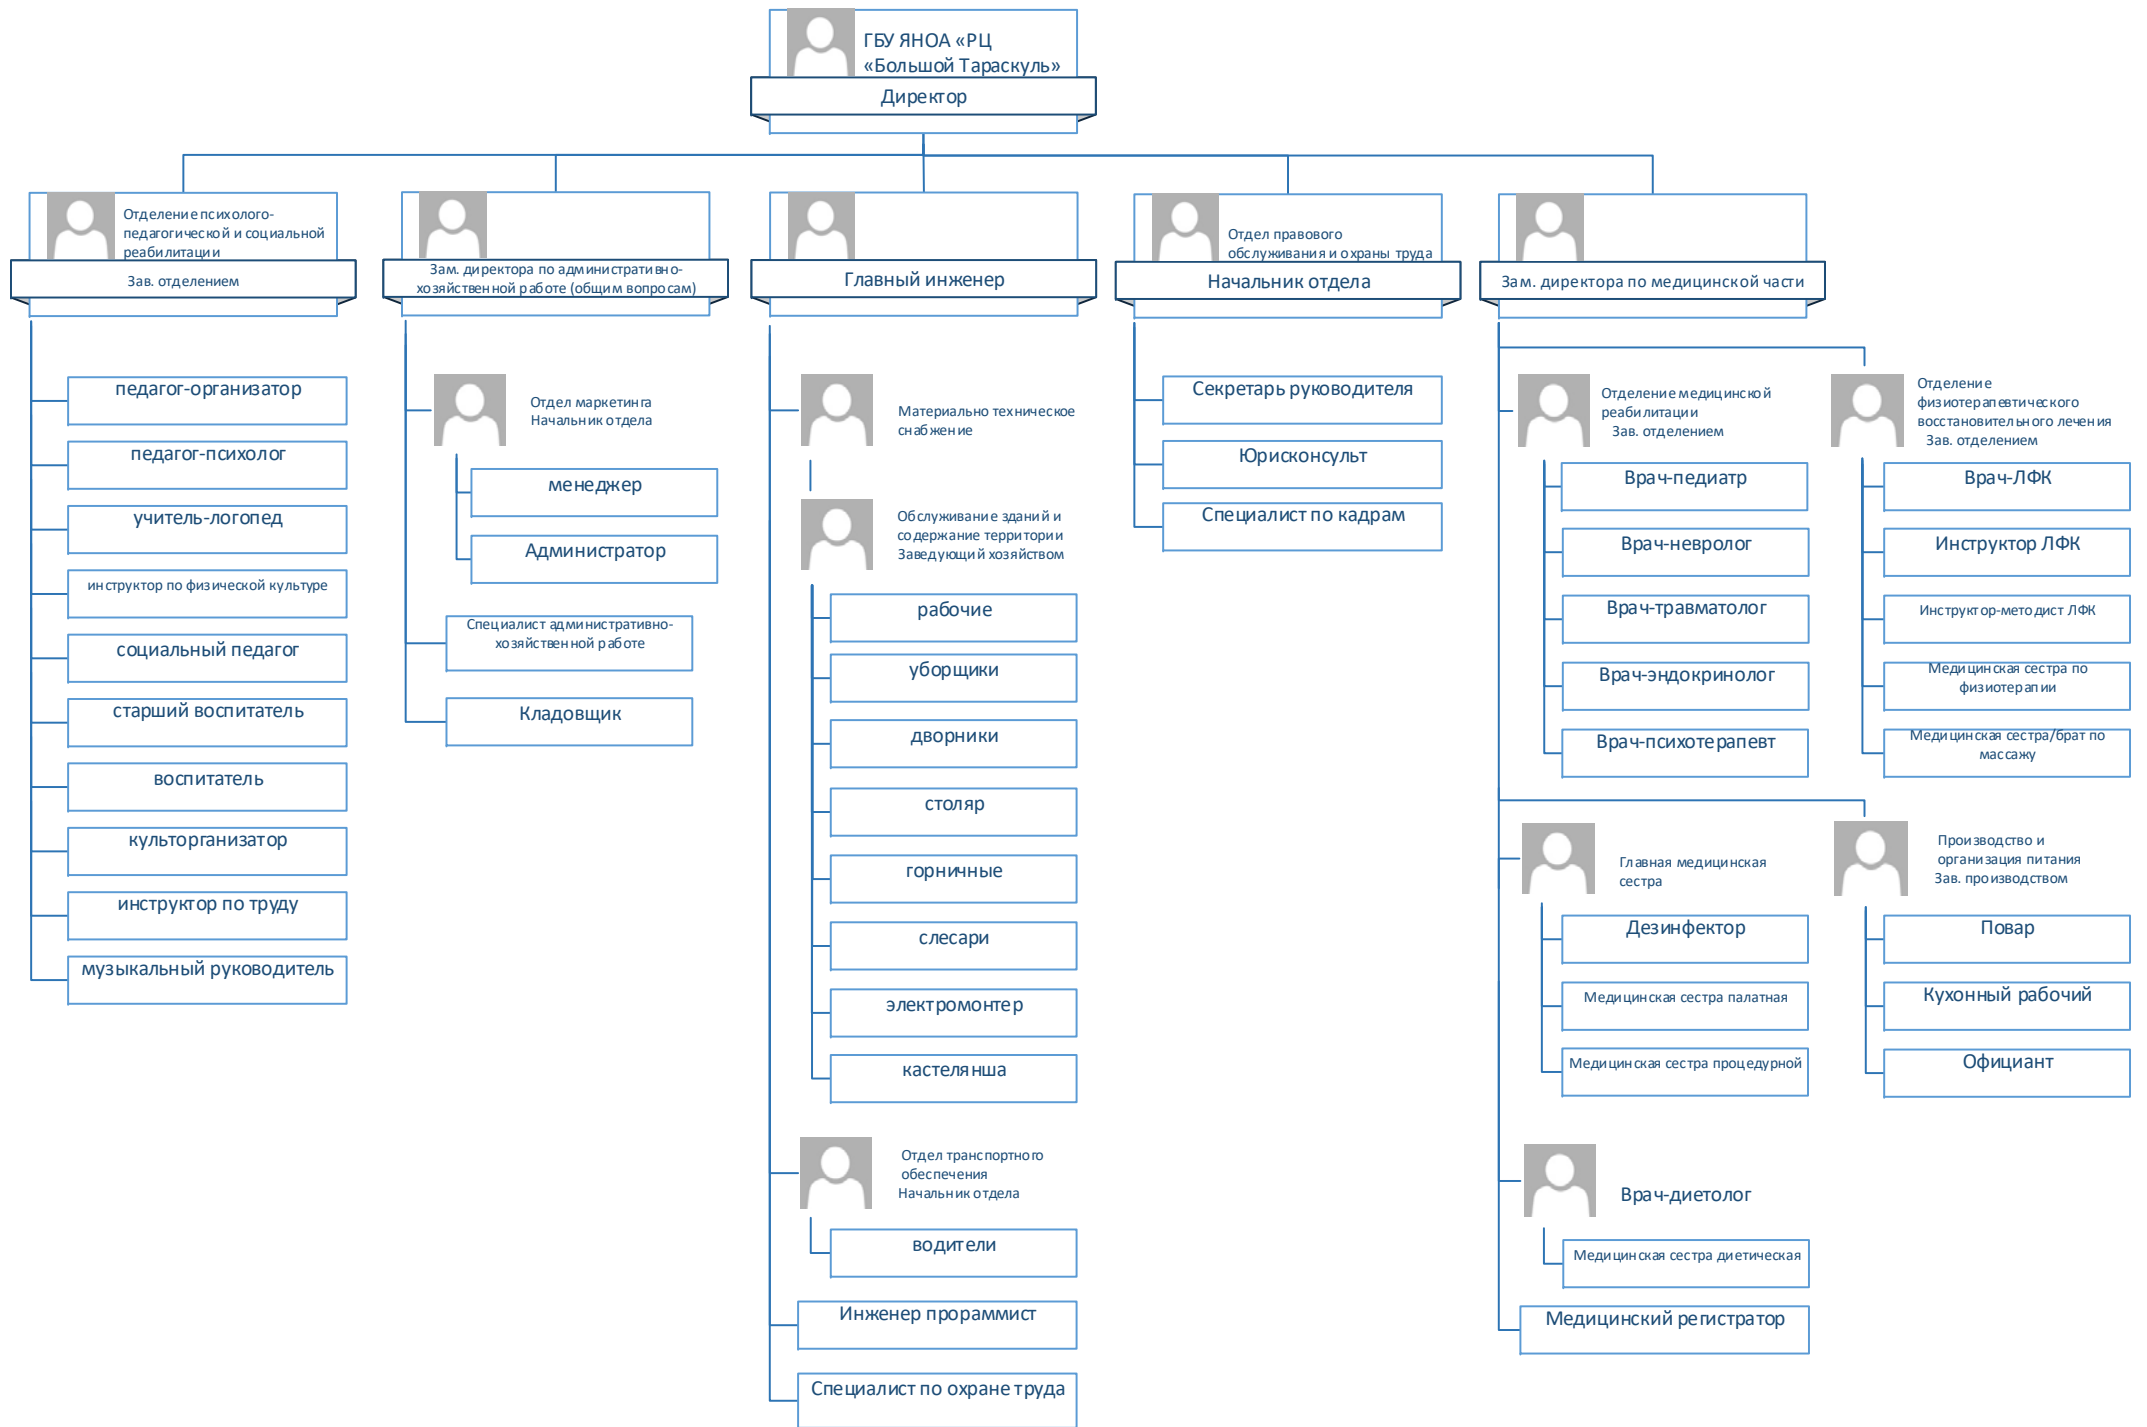 ГБУ ЯНОА «РЦ
«Большой Тараскуль»
Директор
Отделение психолого-
педагогической и социальной
реабилитации
Зав. отделением
педагог-организатор
педагог-психолог
учитель-логопед
инструктор по физической культуре
социальный педагог
старший воспитатель
воспитатель
культорганизатор
инструктор по труду
музыкальный руководитель
Зам. директора по административно-
хозяйственной работе (общим вопросам)
Отдел маркетинга
Начальник отдела
менеджер
Администратор
Специалист административно-
хозяйственной работе
Кладовщик
Главный инженер
Материально техническое
снабжение
Обслуживание зданий и
содержание территории
Заведующий хозяйством
рабочие
уборщики
дворники
столяр
горничные
слесари
электромонтер
кастелянша
Отдел транспортного
обеспечения
Начальник отдела
водители
Инженер прораммист
Специалист по охране труда
Отдел правового
обслуживания и охраны труда
Начальник отдела
Секретарь руководителя
Юрисконсульт
Специалист по кадрам
Зам. директора по медицинской части
Отделение медицинской
реабилитации
Зав. отделением
Врач-педиатр
Врач-невролог
Врач-травматолог
Врач-эндокринолог
Врач-психотерапевт
Отделение
физиотерапевтического
восстановительного лечения
Зав. отделением
Врач-ЛФК
Инструктор ЛФК
Инструктор-методист ЛФК
Медицинская сестра по
физиотерапии
Медицинская сестра/брат по
массажу
Главная медицинская
сестра
Дезинфектор
Медицинская сестра палатная
Медицинская сестра процедурной
Производство и
организация питания
Зав. производством
Повар
Кухонный рабочий
Официант
Врач-диетолог
Медицинская сестра диетическая
Медицинский регистратор